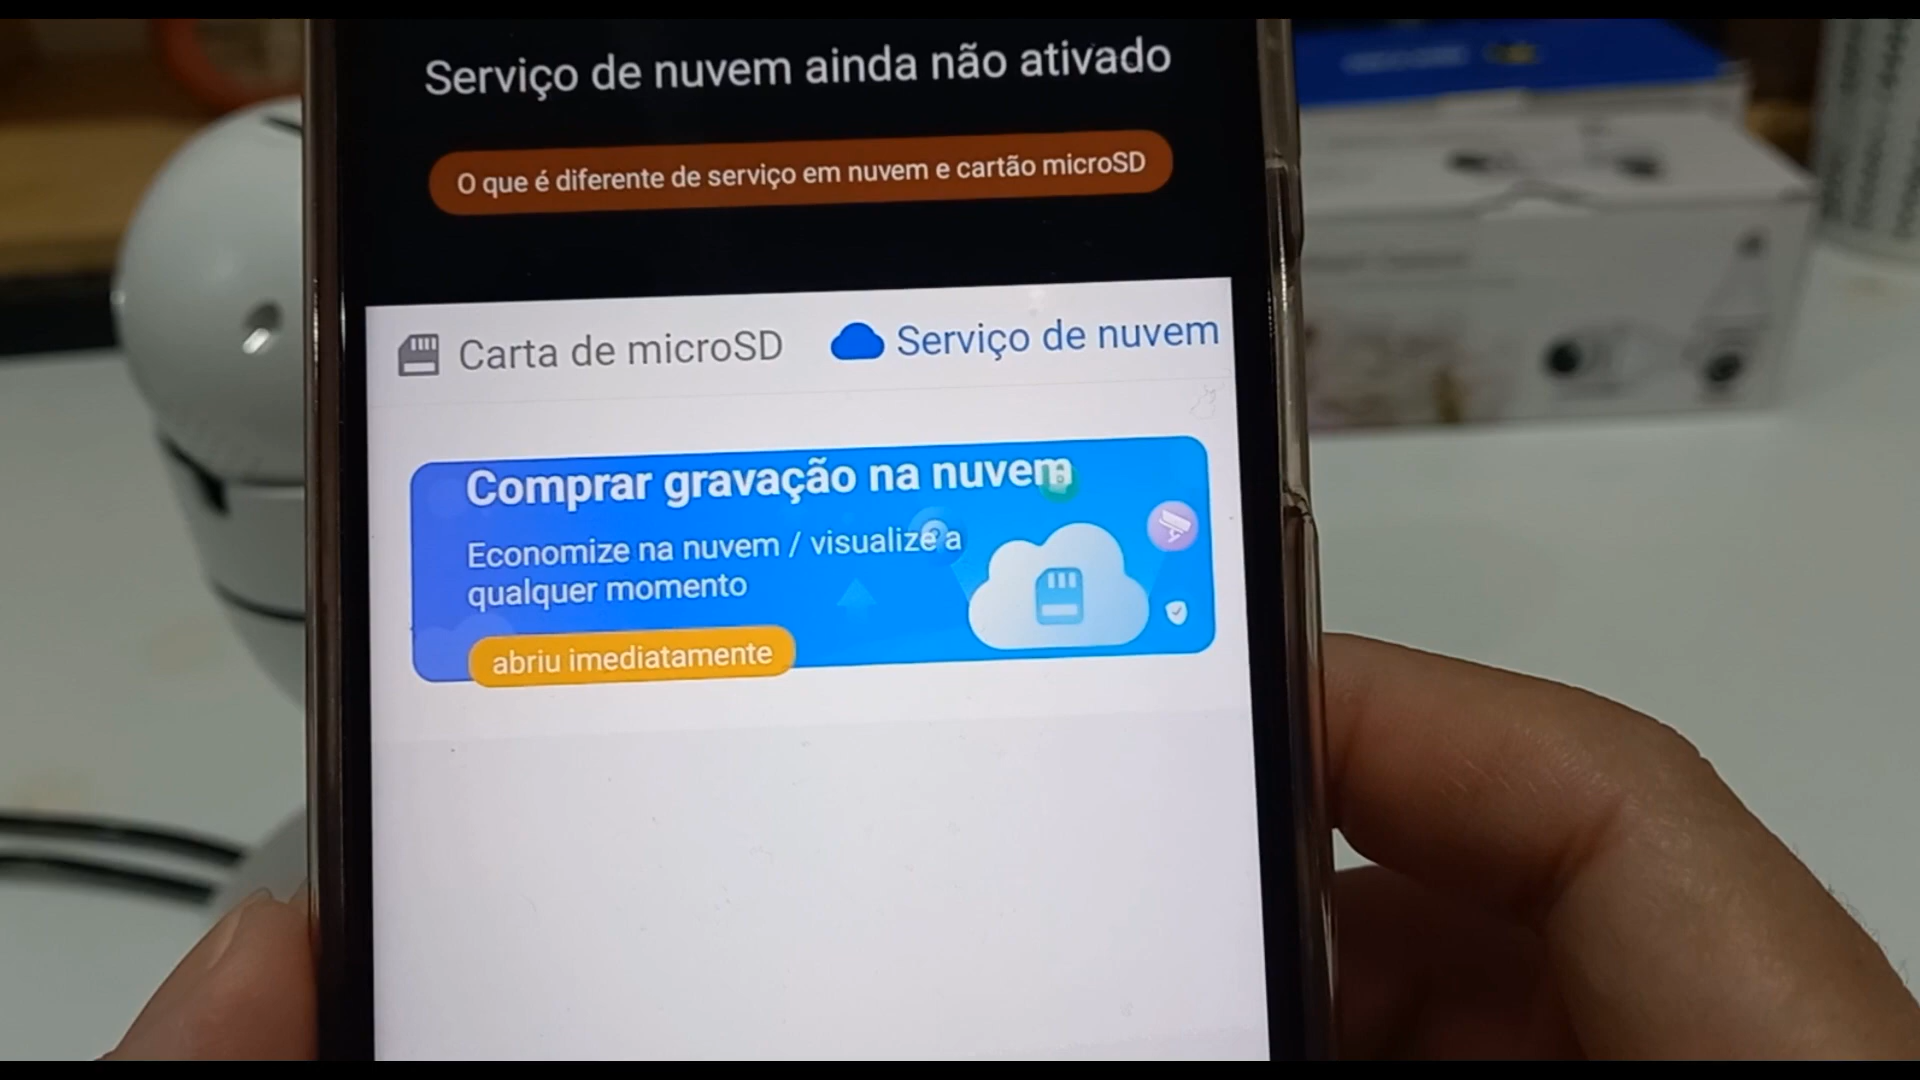 Serviço de nuvem ainda não ativado
O que é diferente de serviço em nuvem e cartão microSD
Carta de microSD
Serviço de nuvem
Comprar gravação na nuvem
Economize na nuvem / visualize a
qualquer momento
abriu imediatamente